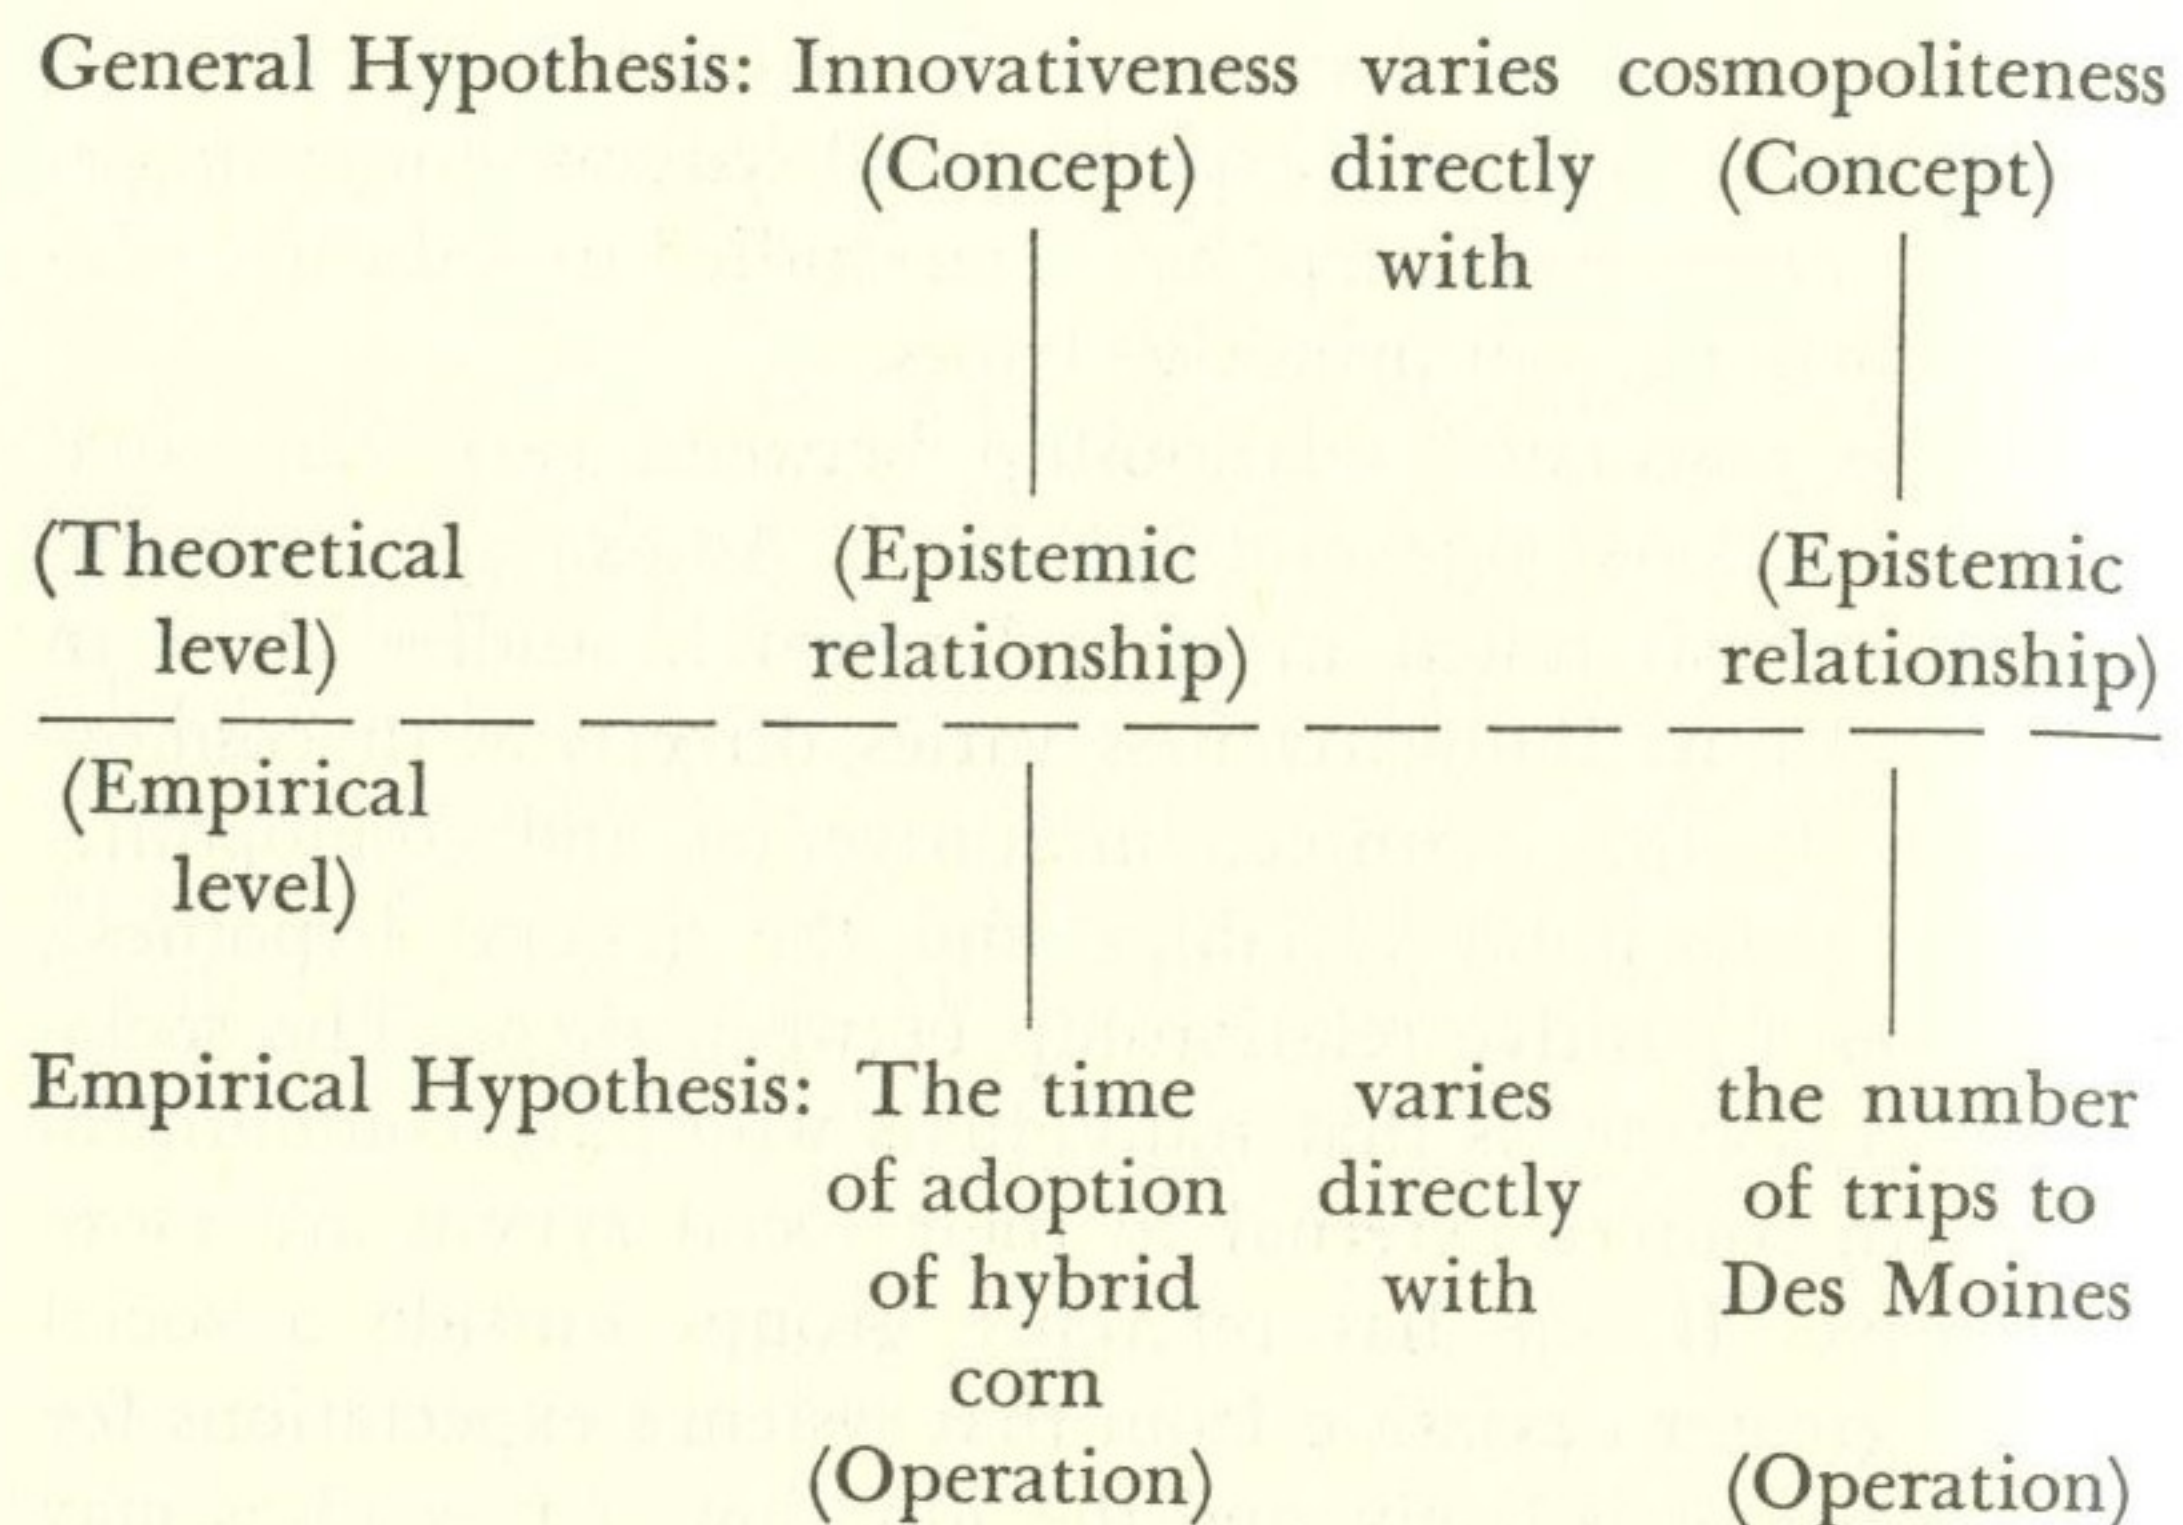 General Hypothesis: Innovativeness varies cosmopoliteness
(Concept) directly (Concept)
with
(Theoretical (Epistemic (Epistemic
level) relationship) relationship)
(Empirical
level)
Empirical Hypothesis: The time varies the number
of adoption directly of trips to
of hybrid with Des Moines
corn
(Operation) (Operation)